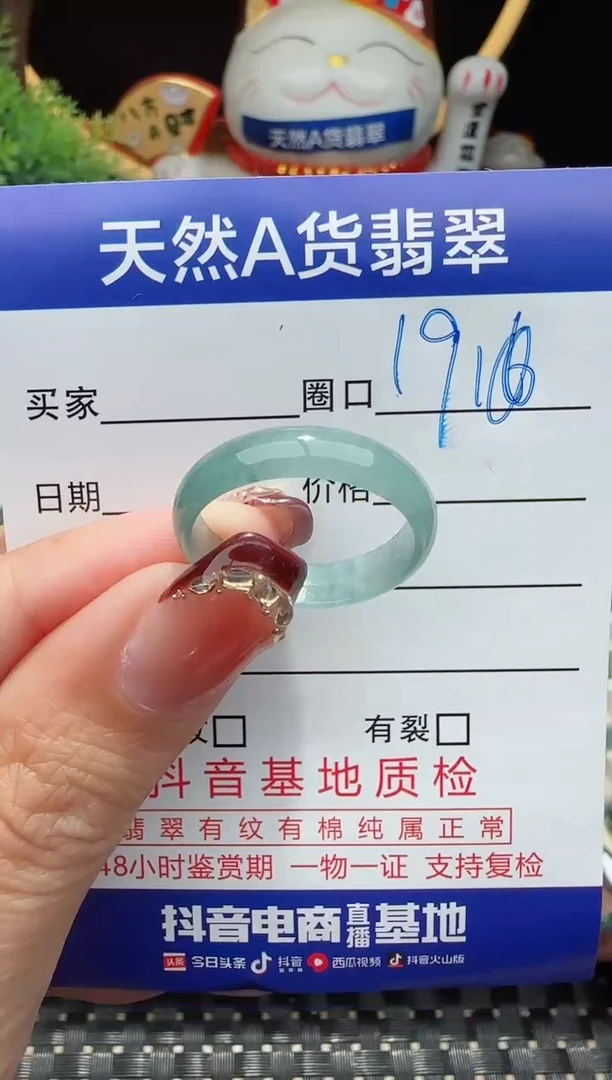 天然A货翡翠
天然A货翡翠
买家 圈口 1916
日期 价格
有裂
抖音基地质检
翡翠有纹有棉纯属正常
48小时鉴赏期 一物一证 支持复检
抖音电商直播基地
头条 今日头条 抖音 西瓜视频 抖音火山版